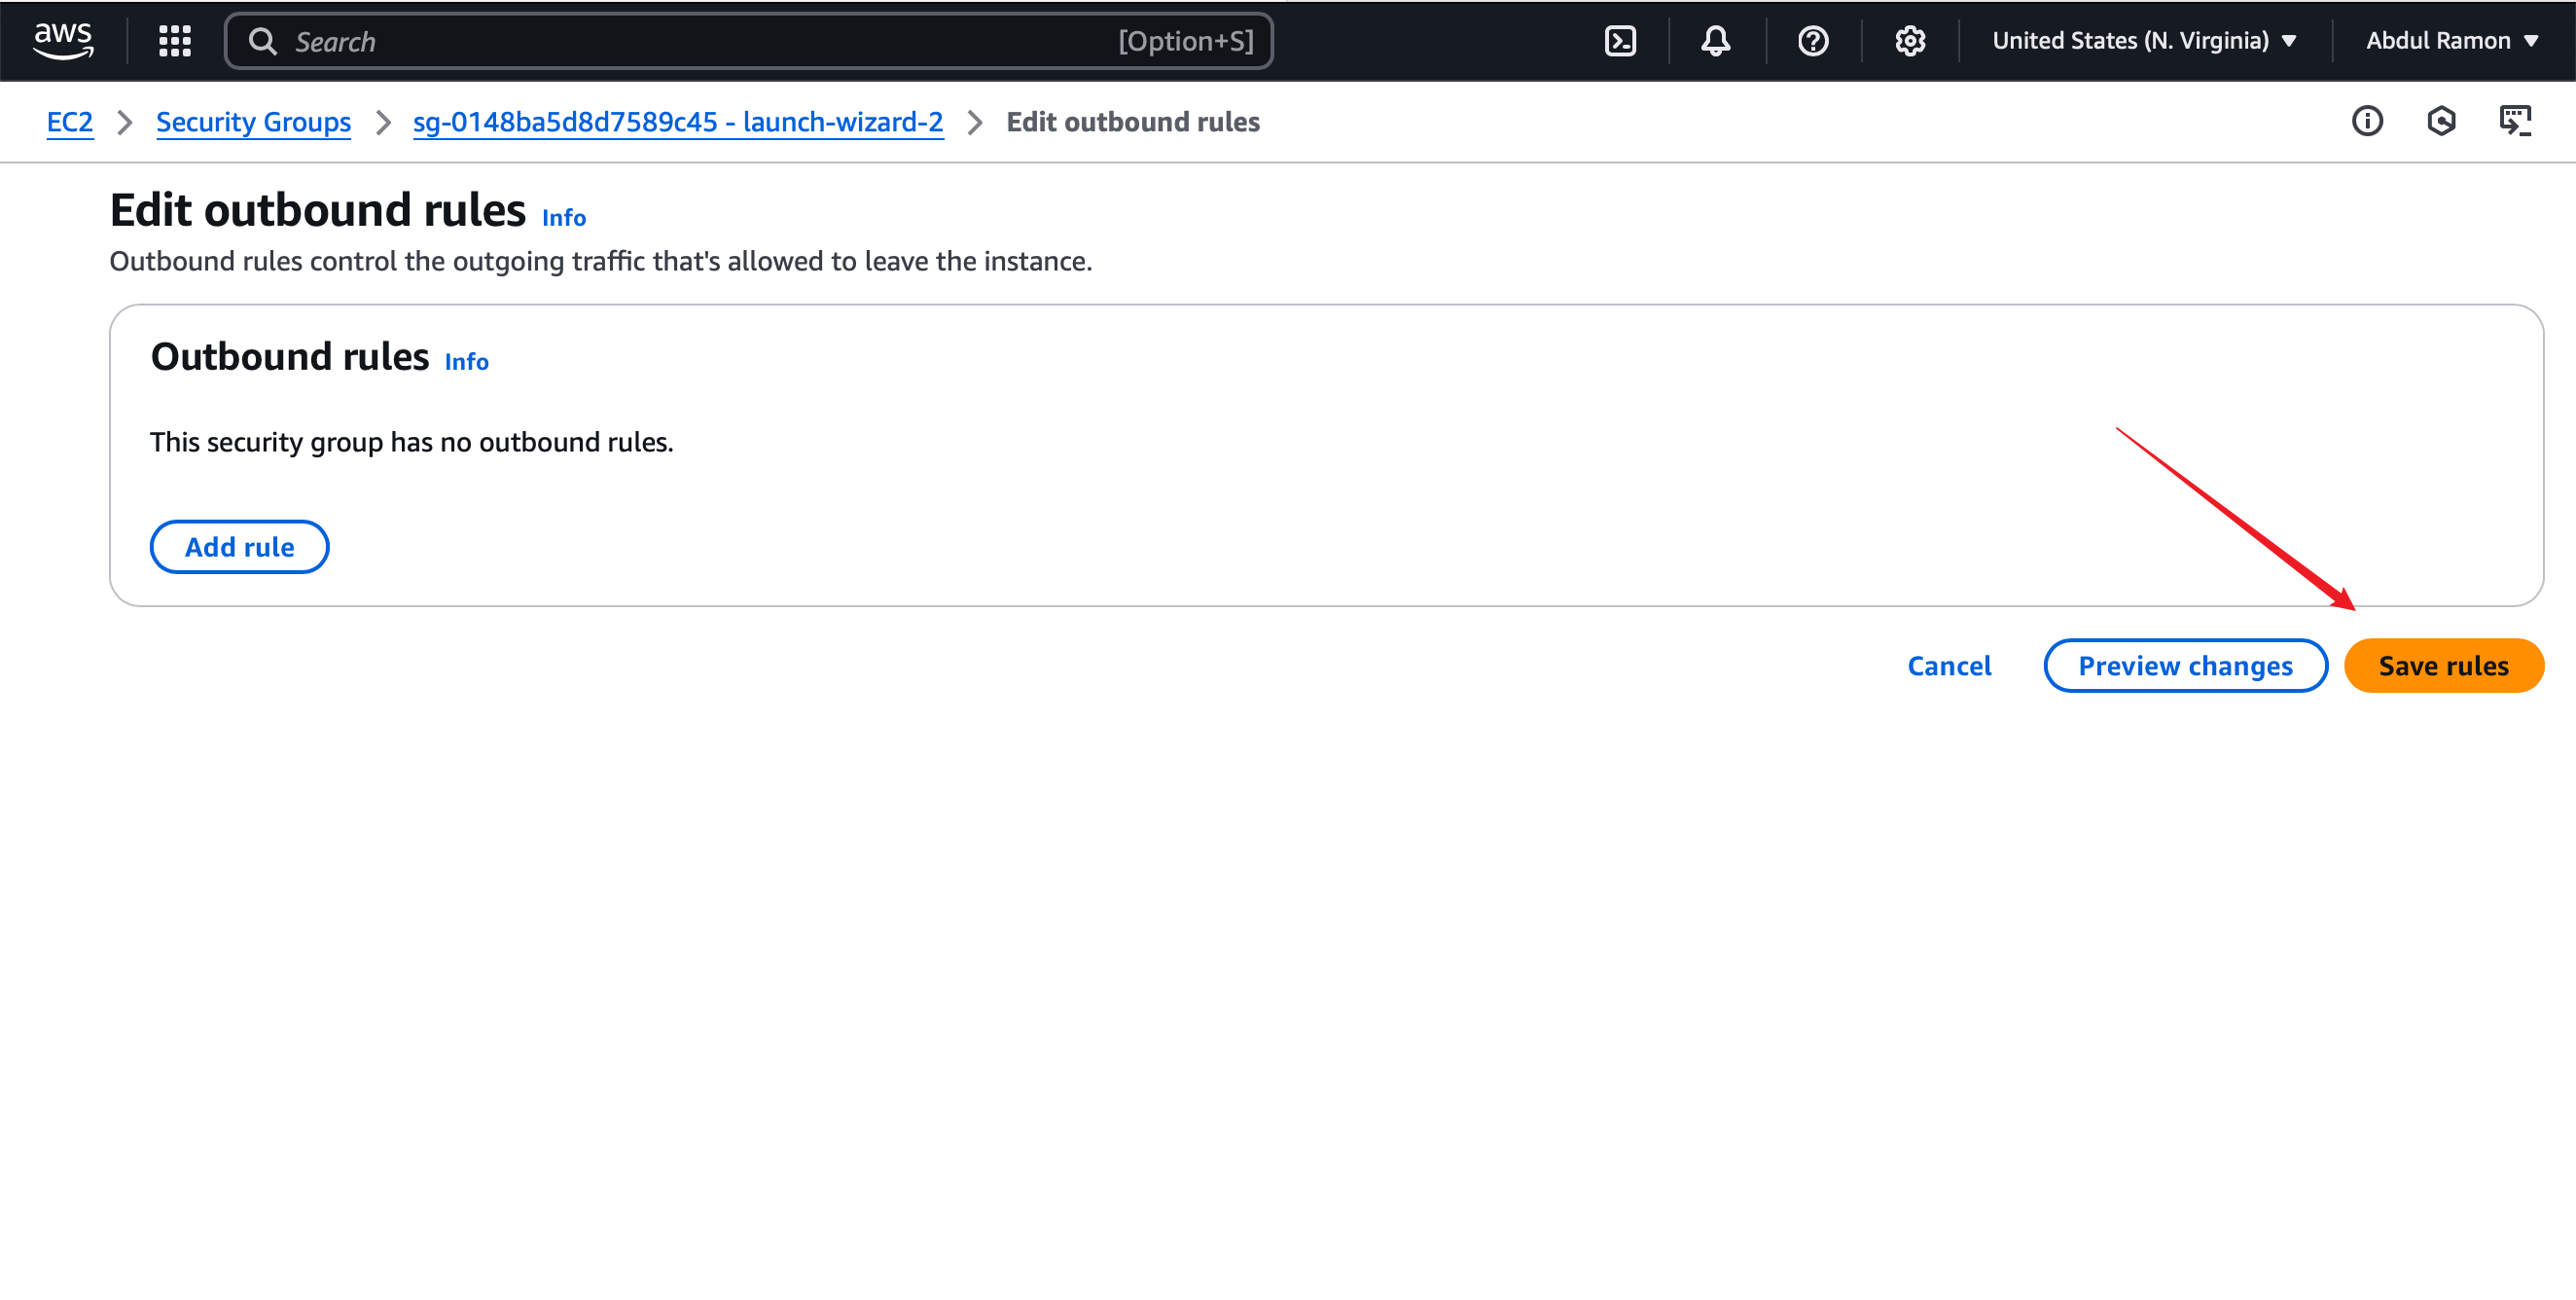 aws Search [Option+S] United States (N. Virginia) Abdul Ramon
EC2 Security Groups sg-0148ba5d8d7589c45 - launch-wizard-2 Edit outbound rules
Edit outbound rules Info
Outbound rules control the outgoing traffic that's allowed to leave the instance.
Outbound rules Info
This security group has no outbound rules.
Add rule
Cancel Preview changes Save rules